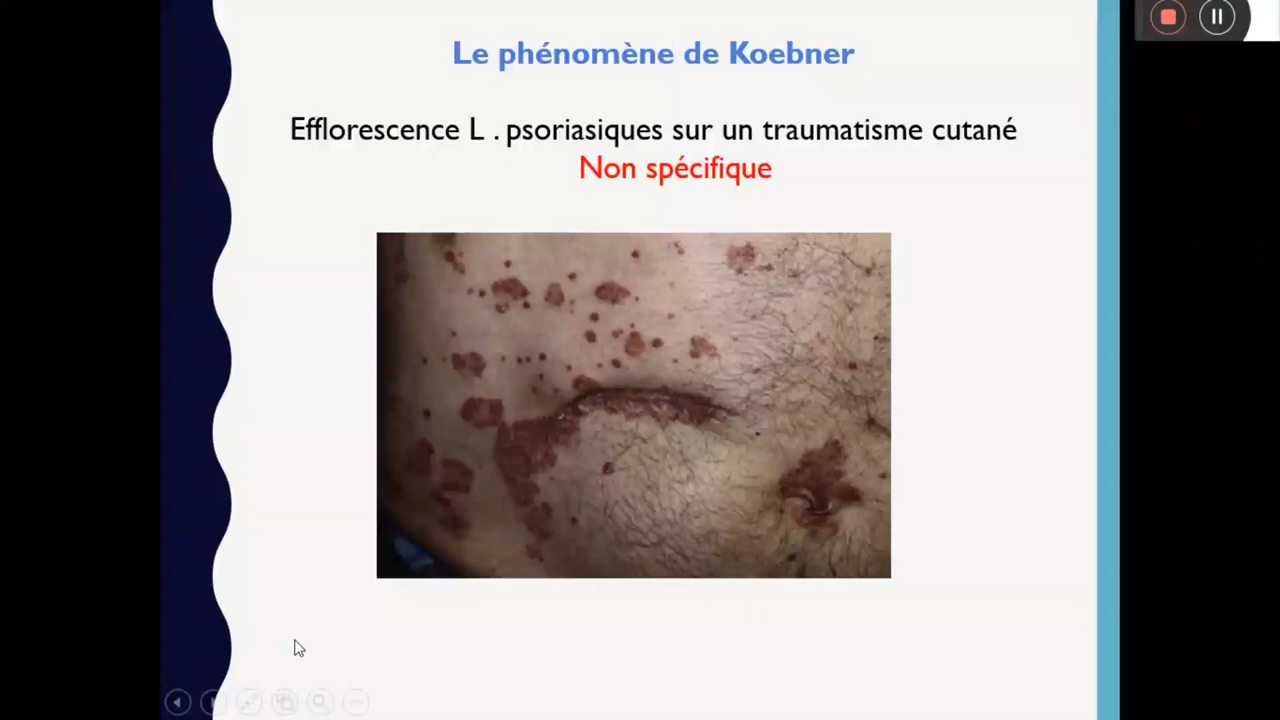 Le phénomène de Koebner
Efflorescence L . psoriasiques sur un traumatisme cutané
Non spécifique